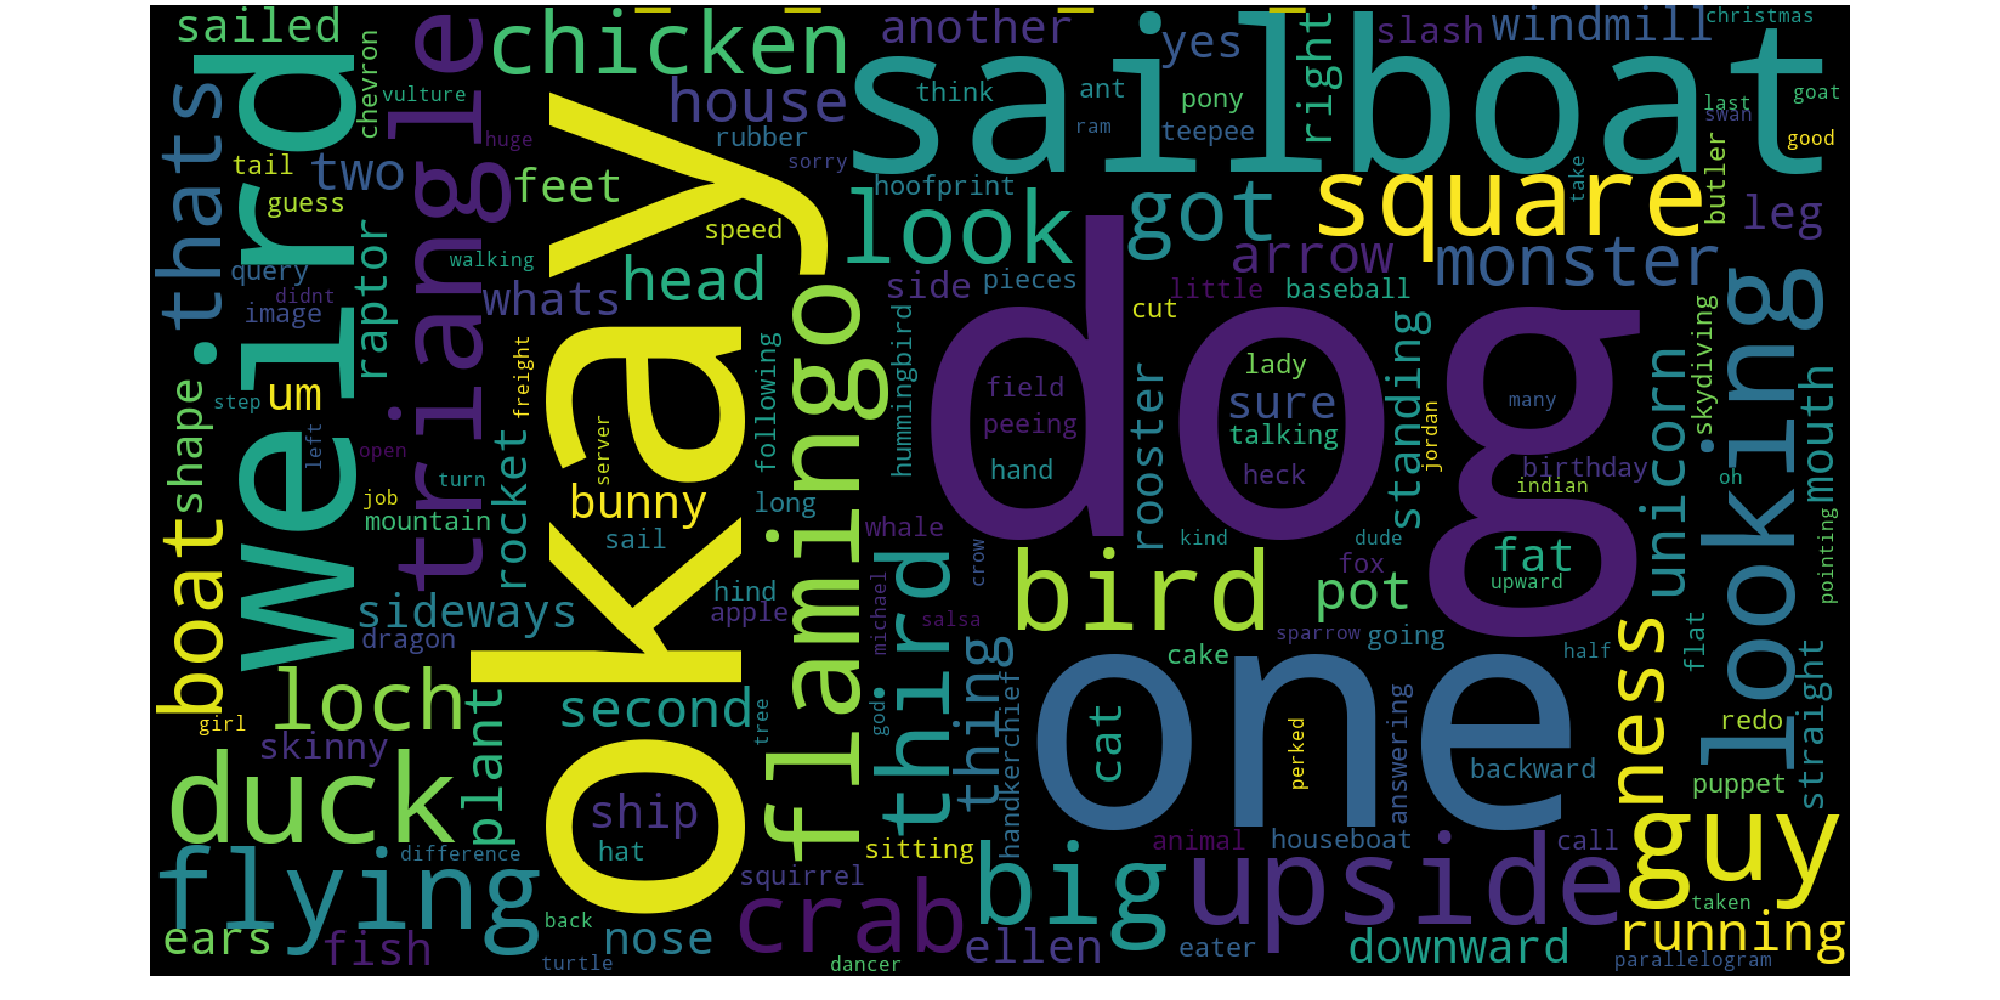 sailed
chicken
another
sailboat
yes
right
slash
windmill
christmas
weird
triangle
chevron
vulture
okay
house
think
ant
pony
last
goat
swan
good
thats
huge
rubber
ram
teepee
tail
two
sorry
feet
hoofprint
square
take
butler
guess
raptor
look
got
leg
speed
walking
query
head
arrow
monster
looking
didnt
image
whats
side
pieces
little
baseball
cut
freight
following
flamingo
hummingbird
dog
standing
skydiving
unicorn
lady
field
rooster
sure
many
mouth
shape
um
step
left
server
peeing
talking
jordan
open
boat
rocket
turn
hand
heck
birthday
indian
oh
job
bunny
long
mountain
whale
sail
crow
kind
dude
fox
fat
upward
pointing
third
bird
pot
hind
apple
michael
salsa
sideways
dragon
cake
sparrow
going
half
flat
ness
one
thing
handkerchief
straight
loch
plant
second
tree
god
girl
cat
perked
answering
redo
skinny
backward
puppet
duck
ship
guy
hat
sitting
animal
houseboat
call
flying
difference
big
upside
squirrel
crab
taken
back
ears
fish
nose
ellen
eater
downward
running
turtle
dancer
parallelogram